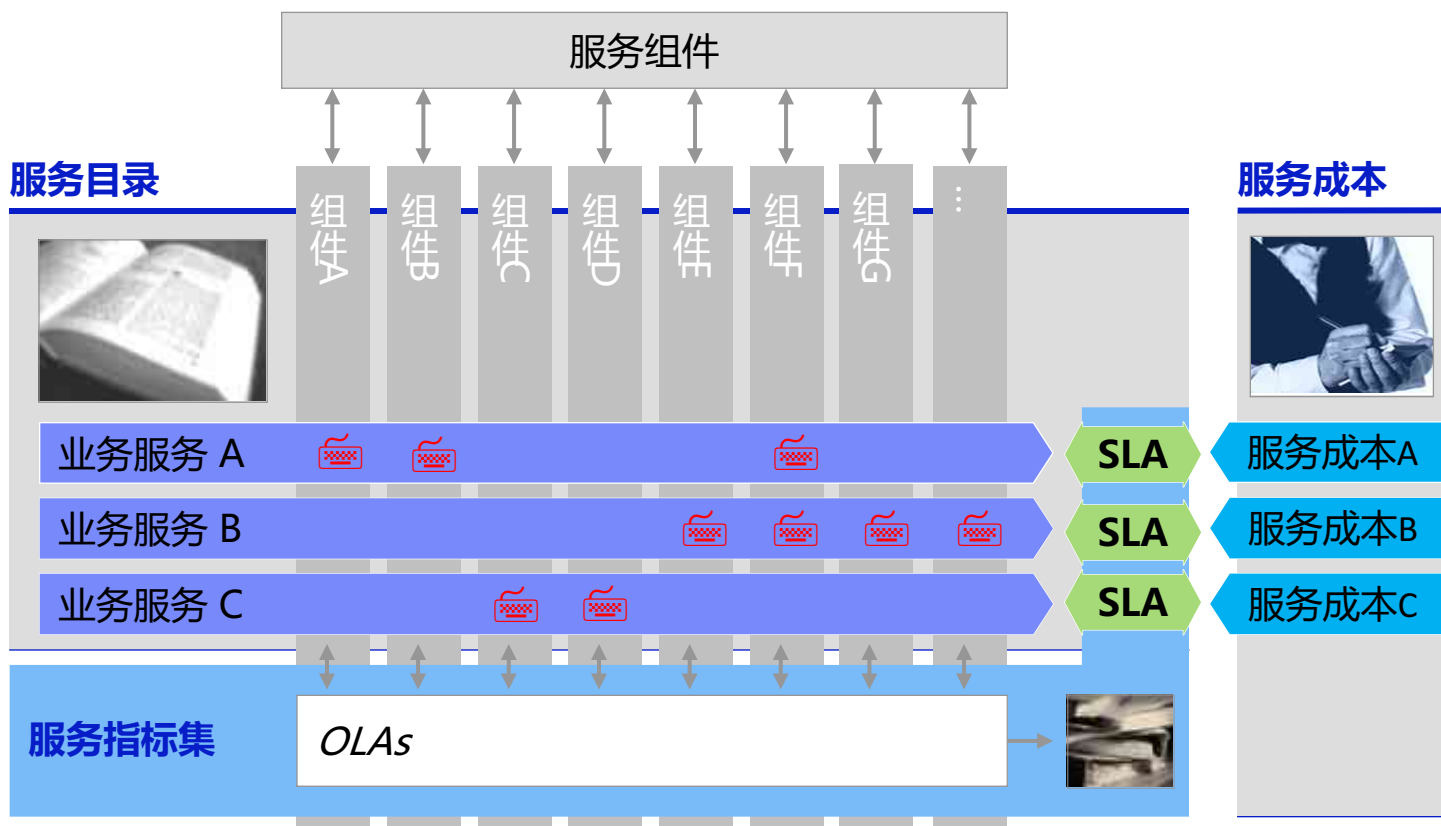 服务组件
服务目录
服务成本
组件A
组件B
组件C
组件D
组件E
组件F
组件G
...
业务服务 A
SLA
服务成本A
业务服务 B
SLA
服务成本B
业务服务 C
SLA
服务成本C
服务指标集
OLAs